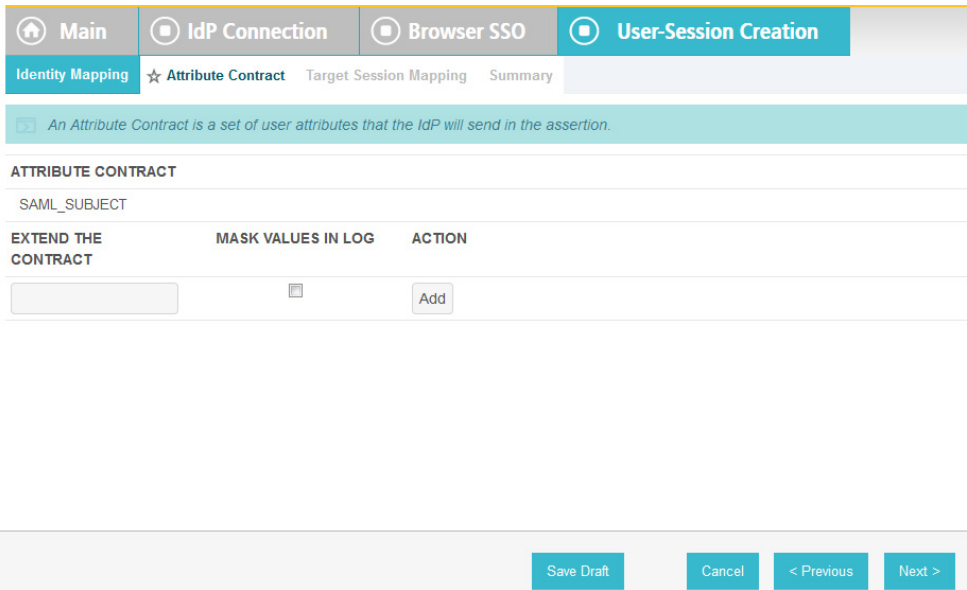 Main IdP Connection Browser SSO User-Session Creation
Identity Mapping Attribute Contract Target Session Mapping Summary
An Attribute Contract is a set of user attributes that the IdP will send in the assertion.
ATTRIBUTE CONTRACT
SAML_SUBJECT
EXTEND THE CONTRACT MASK VALUES IN LOG ACTION
Add
Save Draft Cancel < Previous Next >